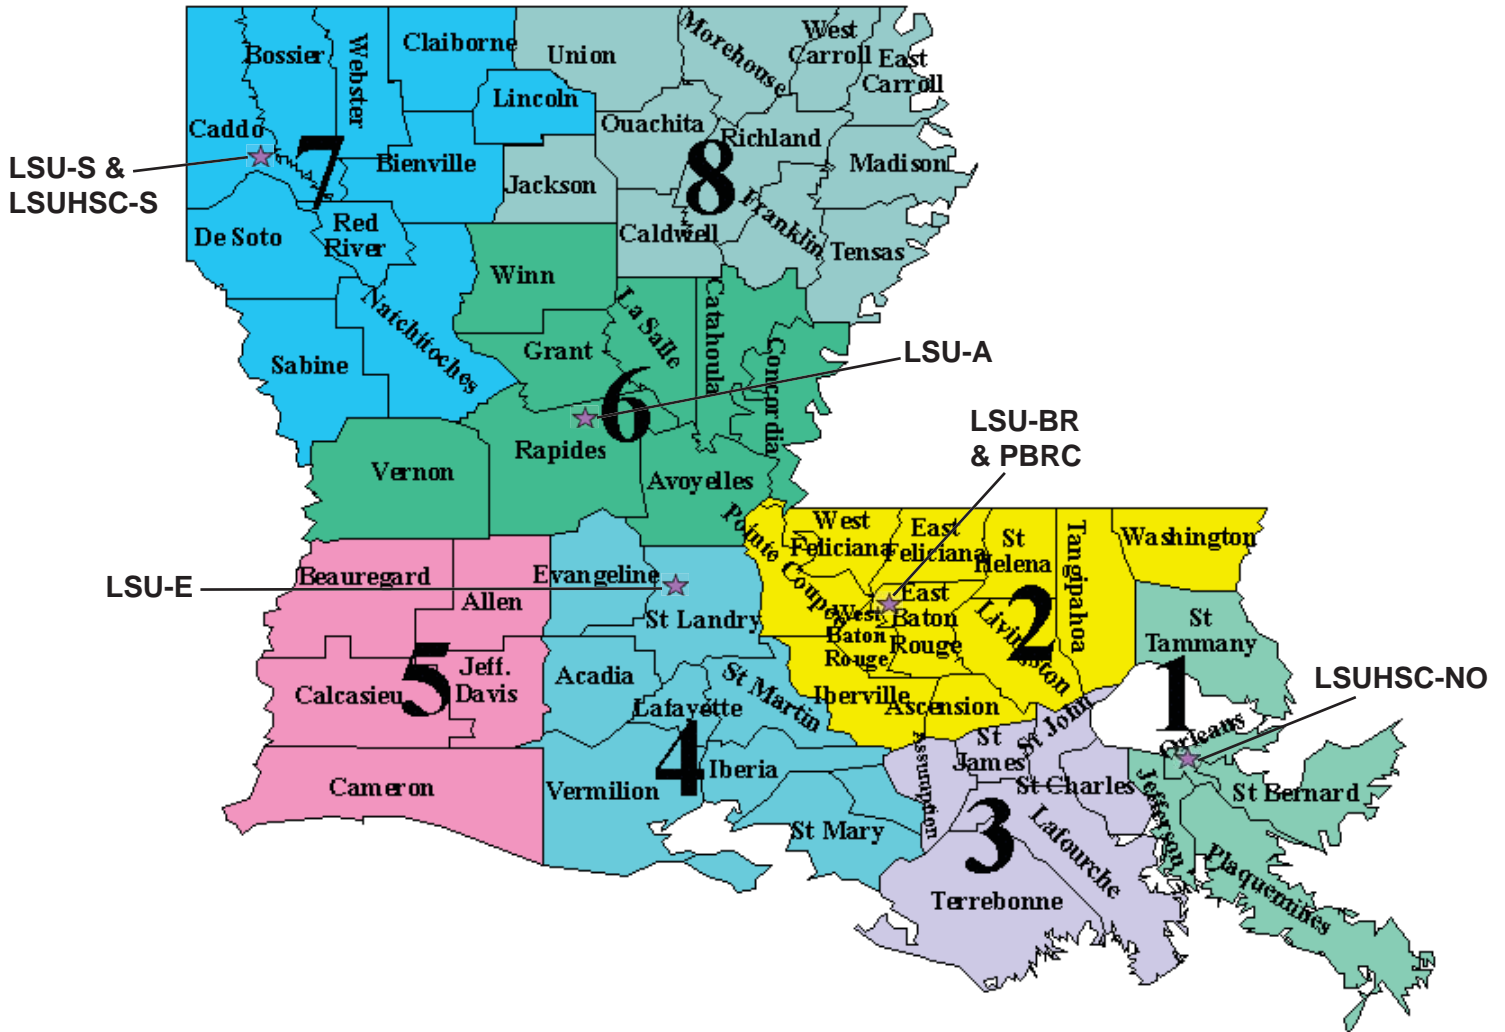 Bossier
Webster
Claiborne
Union
Morehouse
West
Carroll
East
Carroll
Lincoln
Ouachita
Richland
Caddo
Madison
LSU-S &
LSUHSC-S
7
Bienville
Jackson
8
Franklin
De Soto
Red
River
Caldwell
Tensas
Winn
Natchitoches
La Salle
Catahoula
Sabine
Grant
Concordia
LSU-A
6
Rapides
LSU-BR
& PBRC
Vernon
Avoyelles
Pointe Coupee
West
Feliciana
East
Feliciana
St
Helena
Tangipahoa
Washington
LSU-E
Beauregard
Allen
Evangeline
St Landry
West
Baton
Rouge
East
Baton
Rouge
Livingston
2
St
Tammany
5
Calcasieu
Jeff.
Davis
Acadia
Lafayette
St Martin
Iberville
Ascension
St John
1
LSUHSC-NO
Orleans
Cameron
Vermilion
4
Iberia
Assumption
St
James
St Charles
Jefferson
St Bernard
St Mary
3
Lafourche
Plaquemines
Terrebonne